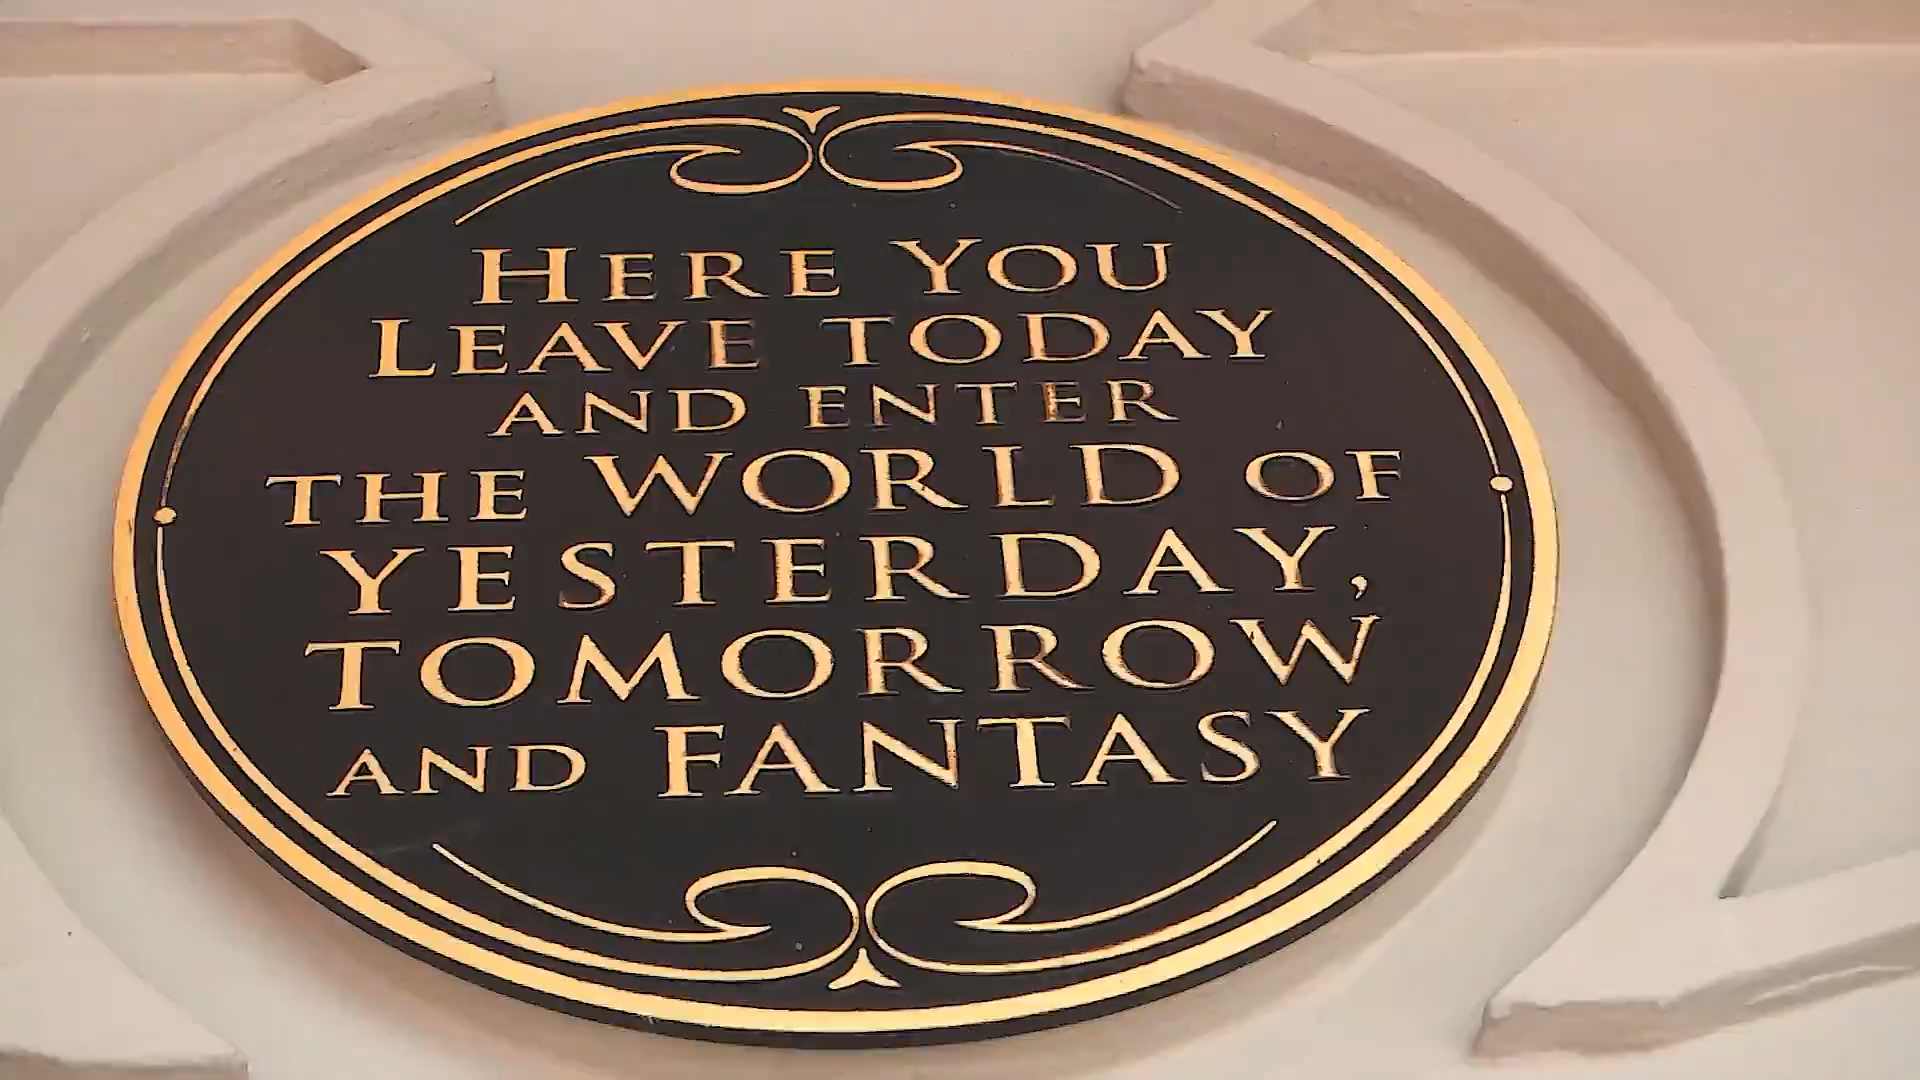 HERE YOU
LEAVE TODAY
AND ENTER
THE WORLD OF
YESTERDAY,
TOMORROW
AND FANTASY